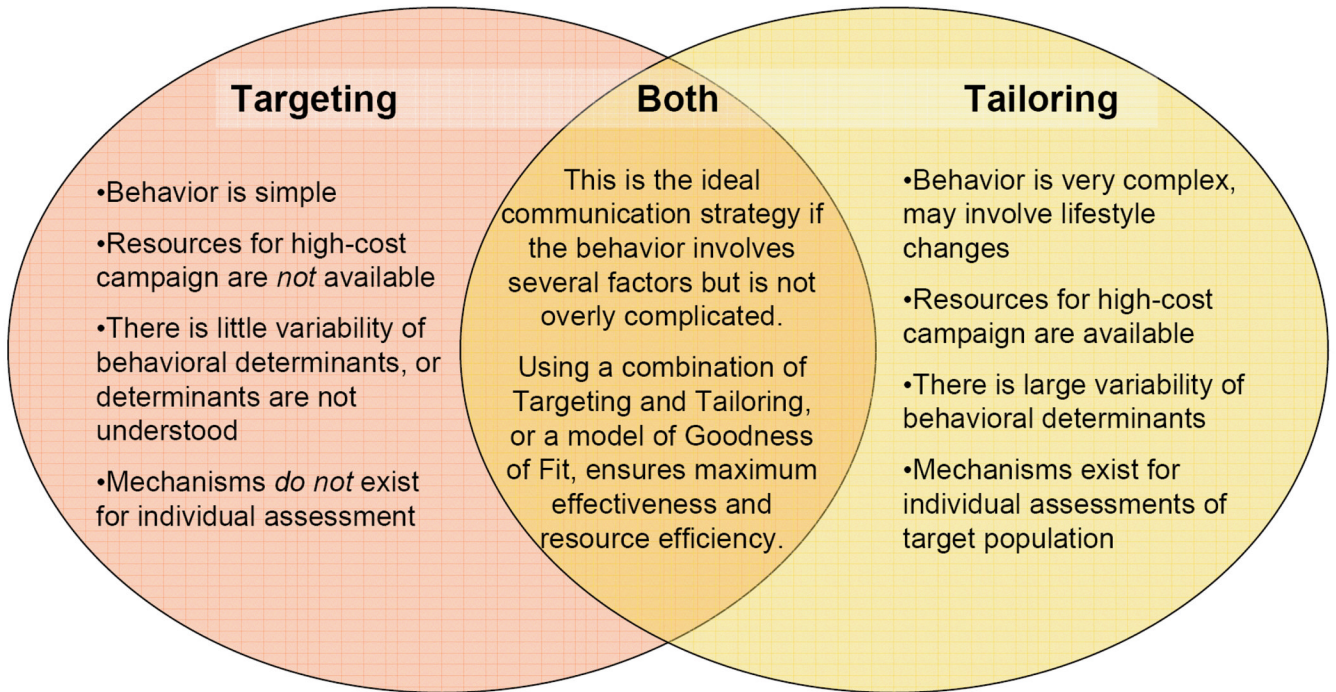 Targeting
•Behavior is simple
•Resources for high-cost
campaign are not available
•There is little variability of
behavioral determinants, or
determinants are not
understood
•Mechanisms do not exist
for individual assessment
Both
This is the ideal
communication strategy if
the behavior involves
several factors but is not
overly complicated.
Using a combination of
Targeting and Tailoring,
or a model of Goodness
of Fit, ensures maximum
effectiveness and
resource efficiency.
Tailoring
•Behavior is very complex,
may involve lifestyle
changes
•Resources for high-cost
campaign are available
•There is large variability of
behavioral determinants
•Mechanisms exist for
individual assessments of
target population